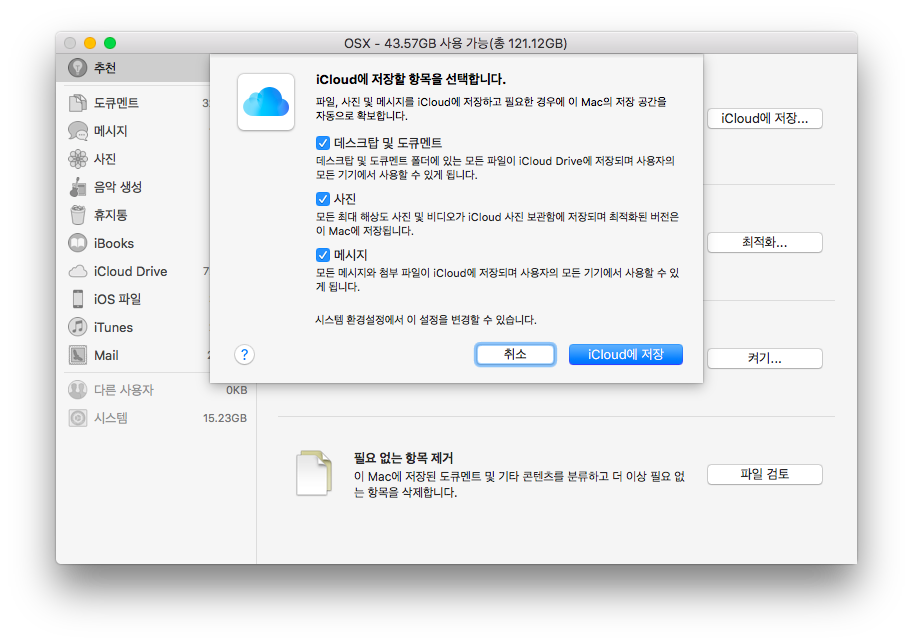 OSX – 43.57GB 사용 가능(총 121.12GB)
추천
도큐멘트
메시지
사진
음악 생성
휴지통
iBooks
iCloud Drive
iOS 파일
iTunes
Mail
다른 사용자 0KB
시스템 15.23GB
iCloud에 저장할 항목을 선택합니다.
파일, 사진 및 메시지를 iCloud에 저장하고 필요한 경우에 이 Mac의 저장 공간을
자동으로 확보합니다.
데스크탑 및 도큐멘트
데스크탑 및 도큐멘트 폴더에 있는 모든 파일이 iCloud Drive에 저장되며 사용자의
모든 기기에서 사용할 수 있게 됩니다.
사진
모든 최대 해상도 사진 및 비디오가 iCloud 사진 보관함에 저장되며 최적화된 버전은
이 Mac에 저장됩니다.
메시지
모든 메시지와 첨부 파일이 iCloud에 저장되며 사용자의 모든 기기에서 사용할 수 있
게 됩니다.
시스템 환경설정에서 이 설정을 변경할 수 있습니다.
?
취소
iCloud에 저장
iCloud에 저장...
최적화...
켜기...
필요 없는 항목 제거
이 Mac에 저장된 도큐멘트 및 기타 콘텐츠를 분류하고 더 이상 필요 없
는 항목을 삭제합니다.
파일 검토